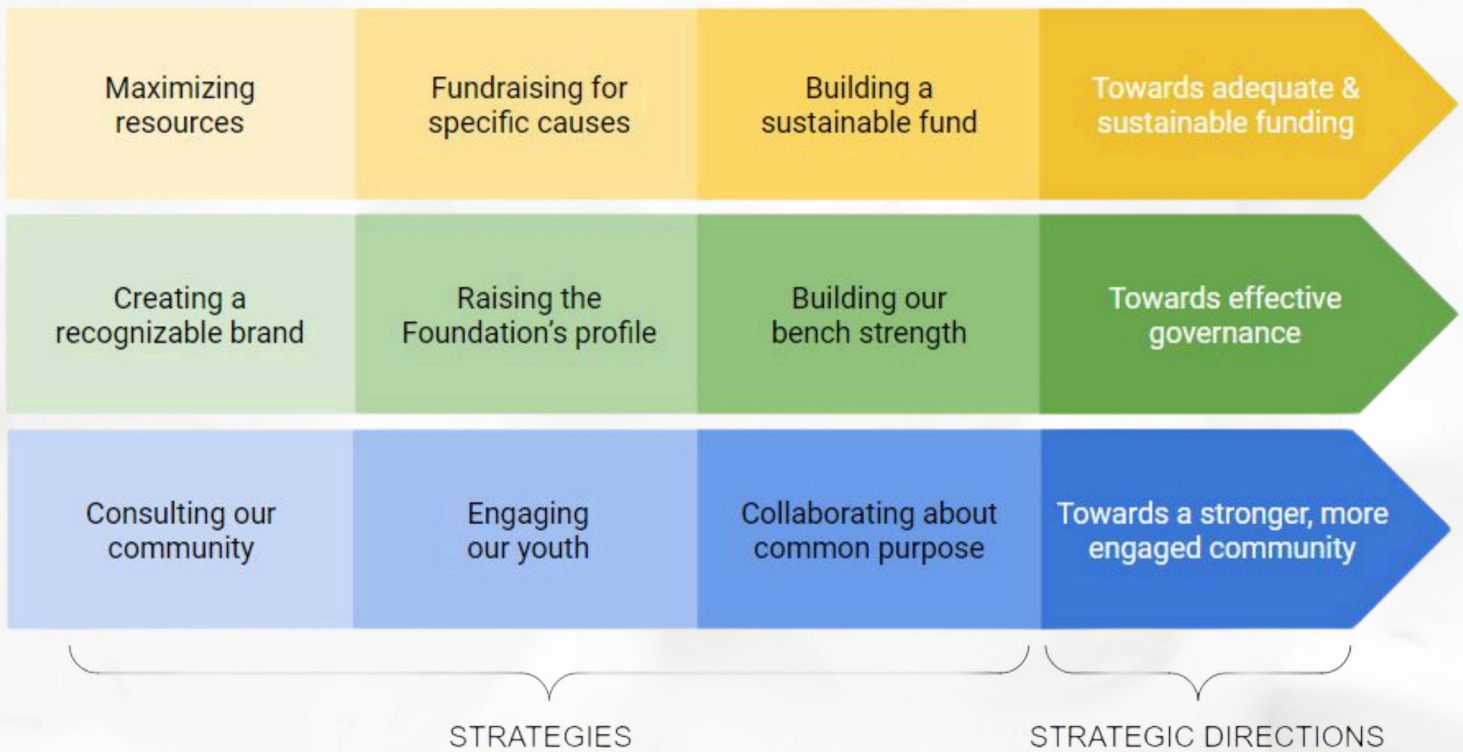 Maximizing
resources
Fundraising for
specific causes
Building a
sustainable fund
Towards adequate &
sustainable funding
Creating a
recognizable brand
Raising the
Foundation's profile
Building our
bench strength
Towards effective
governance
Consulting our
community
Engaging
our youth
Collaborating about
common purpose
Towards a stronger, more
engaged community
STRATEGIES
STRATEGIC DIRECTIONS